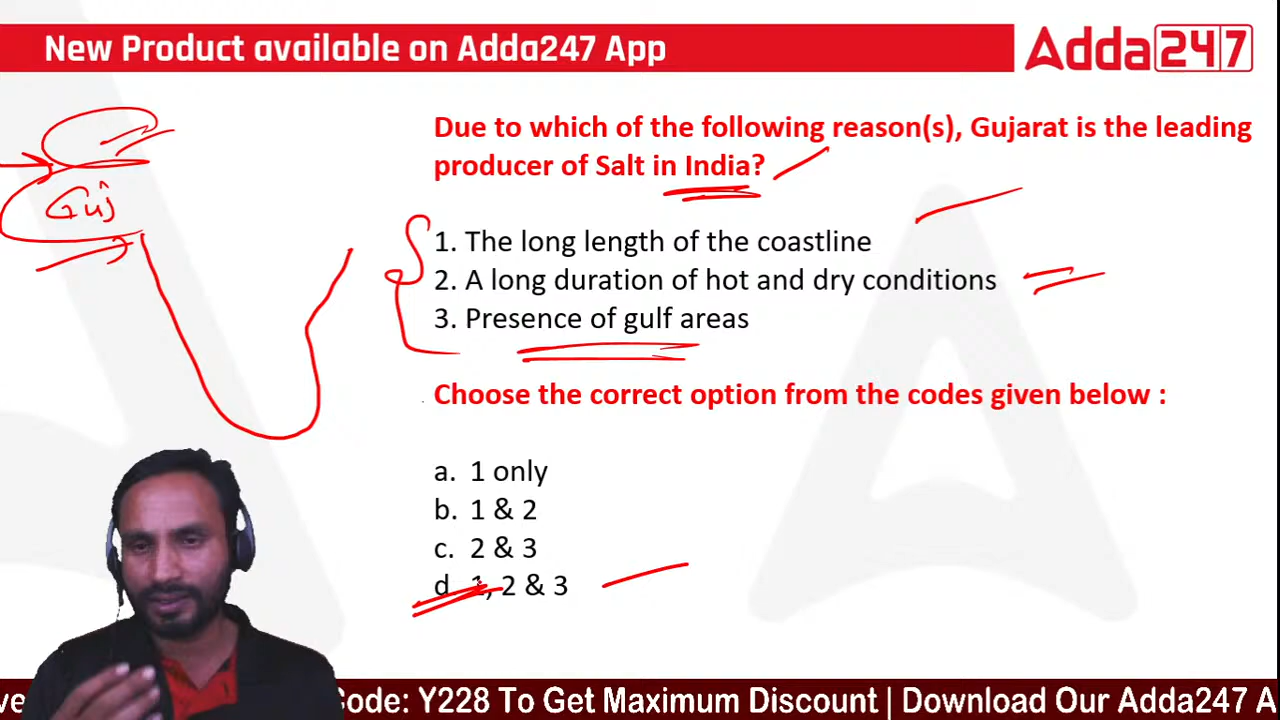 New Product available on Adda247 App
Adda247
Due to which of the following reason(s), Gujarat is the leading
producer of Salt in India?
Guj
1. The long length of the coastline
2. A long duration of hot and dry conditions
3. Presence of gulf areas
Choose the correct option from the codes given below :
a. 1 only
b. 1 & 2
c. 2 & 3
d. 1, 2 & 3
Code: Y228 To Get Maximum Discount | Download Our Adda247 A